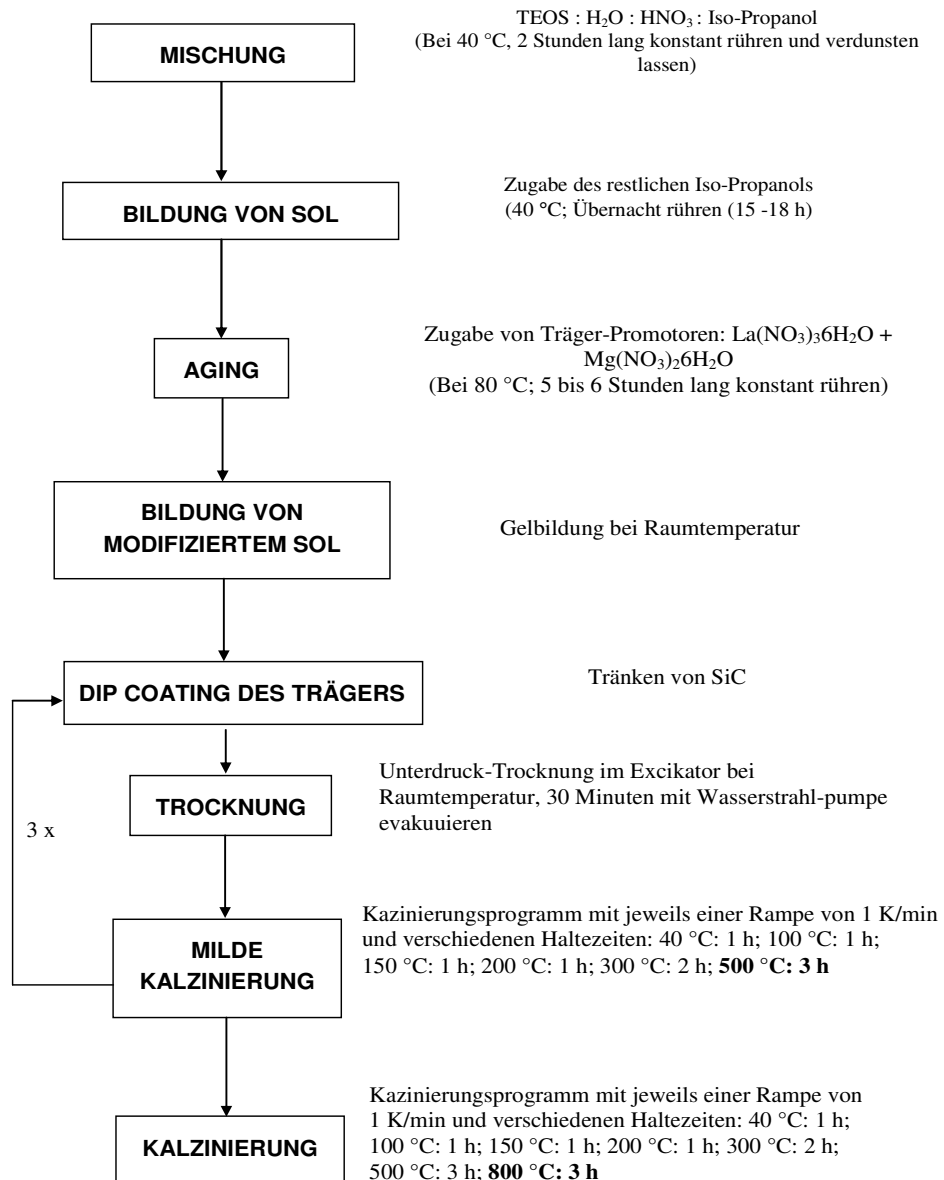 MISCHUNG
TEOS : H₂O : HNO₃ : Iso-Propanol
(Bei 40 °C, 2 Stunden lang konstant rühren und verdunsten
lassen)
BILDUNG VON SOL
Zugabe des restlichen Iso-Propanols
(40 °C; Übernacht rühren (15 -18 h)
AGING
Zugabe von Träger-Promotoren: La(NO₃)₃6H₂O +
Mg(NO₃)₂6H₂O
(Bei 80 °C; 5 bis 6 Stunden lang konstant rühren)
BILDUNG VON
MODIFIZIERTEM SOL
Gelbildung bei Raumtemperatur
DIP COATING DES TRÄGERS
Tränken von SiC
TROCKNUNG
Unterdruck-Trocknung im Excikator bei
Raumtemperatur, 30 Minuten mit Wasserstrahl-pumpe
evakuuieren
3 x
MILDE
KALZINIERUNG
Kazinierungsprogramm mit jeweils einer Rampe von 1 K/min
und verschiedenen Haltezeiten: 40 °C: 1 h; 100 °C: 1 h;
150 °C: 1 h; 200 °C: 1 h; 300 °C: 2 h; 500 °C: 3 h
KALZINIERUNG
Kazinierungsprogramm mit jeweils einer Rampe von
1 K/min und verschiedenen Haltezeiten: 40 °C: 1 h;
100 °C: 1 h; 150 °C: 1 h; 200 °C: 1 h; 300 °C: 2 h;
500 °C: 3 h; 800 °C: 3 h